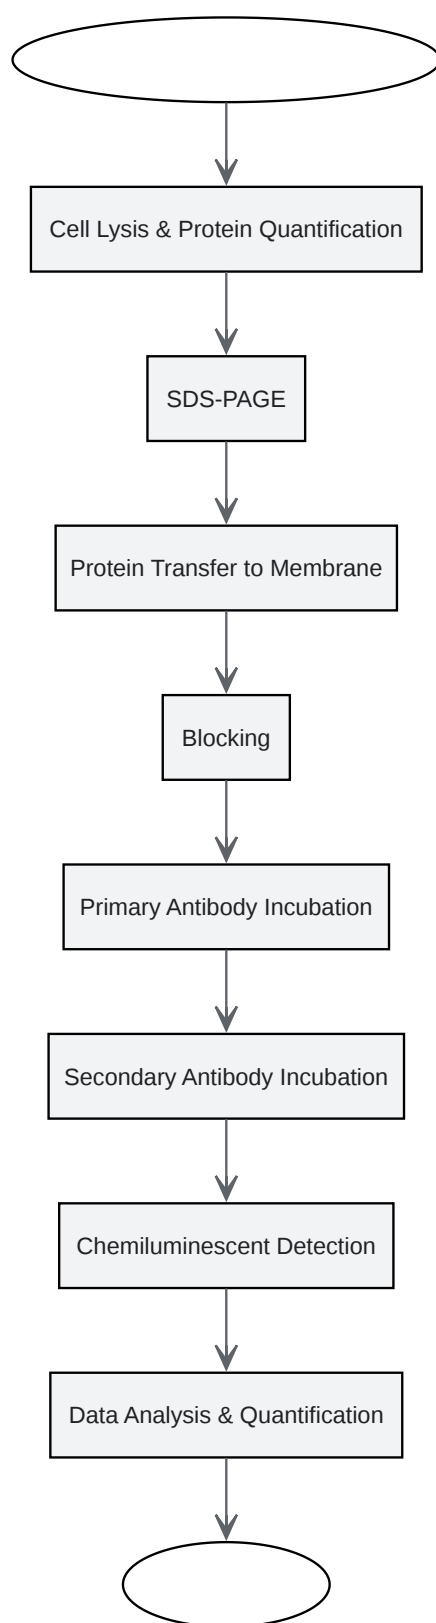 Cell Lysis & Protein Quantification
SDS-PAGE
Protein Transfer to Membrane
Blocking
Primary Antibody Incubation
Secondary Antibody Incubation
Chemiluminescent Detection
Data Analysis & Quantification